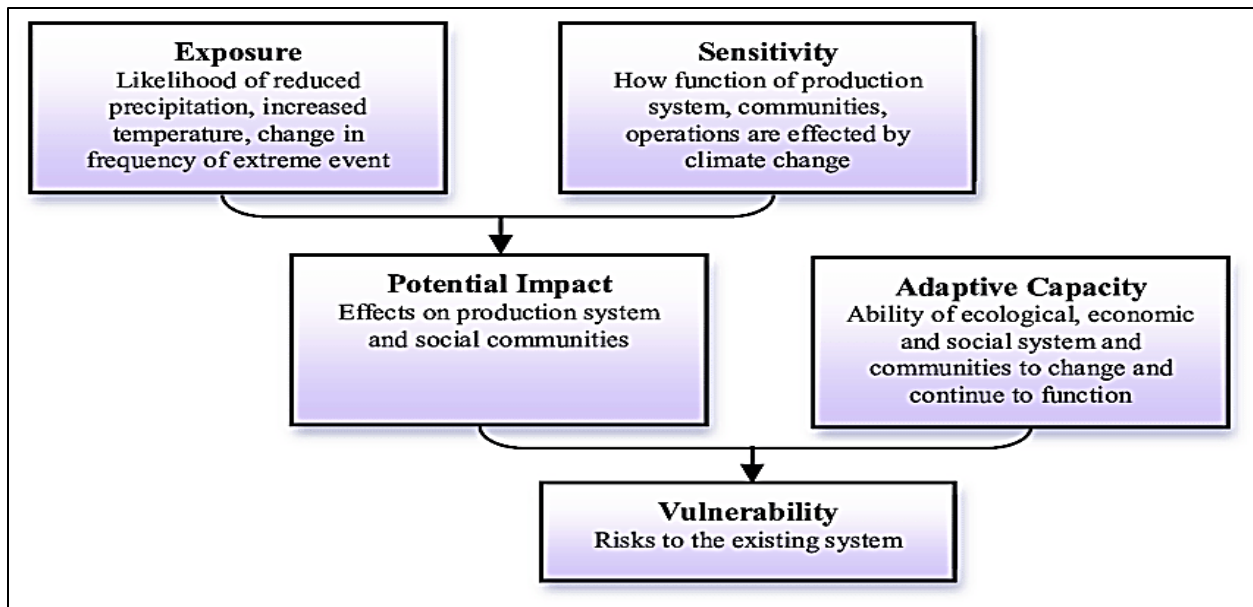 Exposure
Likelihood of reduced
precipitation, increased
temperature, change in
frequency of extreme event
Sensitivity
How function of production
system, communities,
operations are effected by
climate change
Potential Impact
Effects on production system
and social communities
Adaptive Capacity
Ability of ecological, economic
and social system and
communities to change and
continue to function
Vulnerability
Risks to the existing system